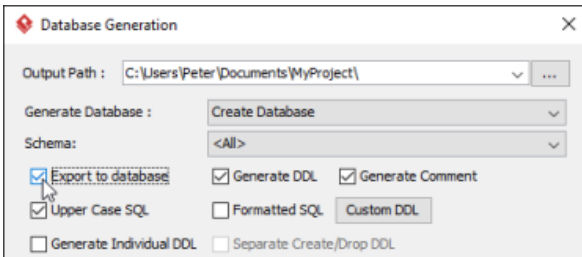 Database Generation
Output Path : C:\Users\Peter\Documents\MyProject\ ...
Generate Database : Create Database
Schema: <All>
Export to database Generate DDL Generate Comment
Upper Case SQL Formatted SQL Custom DDL
Generate Individual DDL Separate Create/Drop DDL